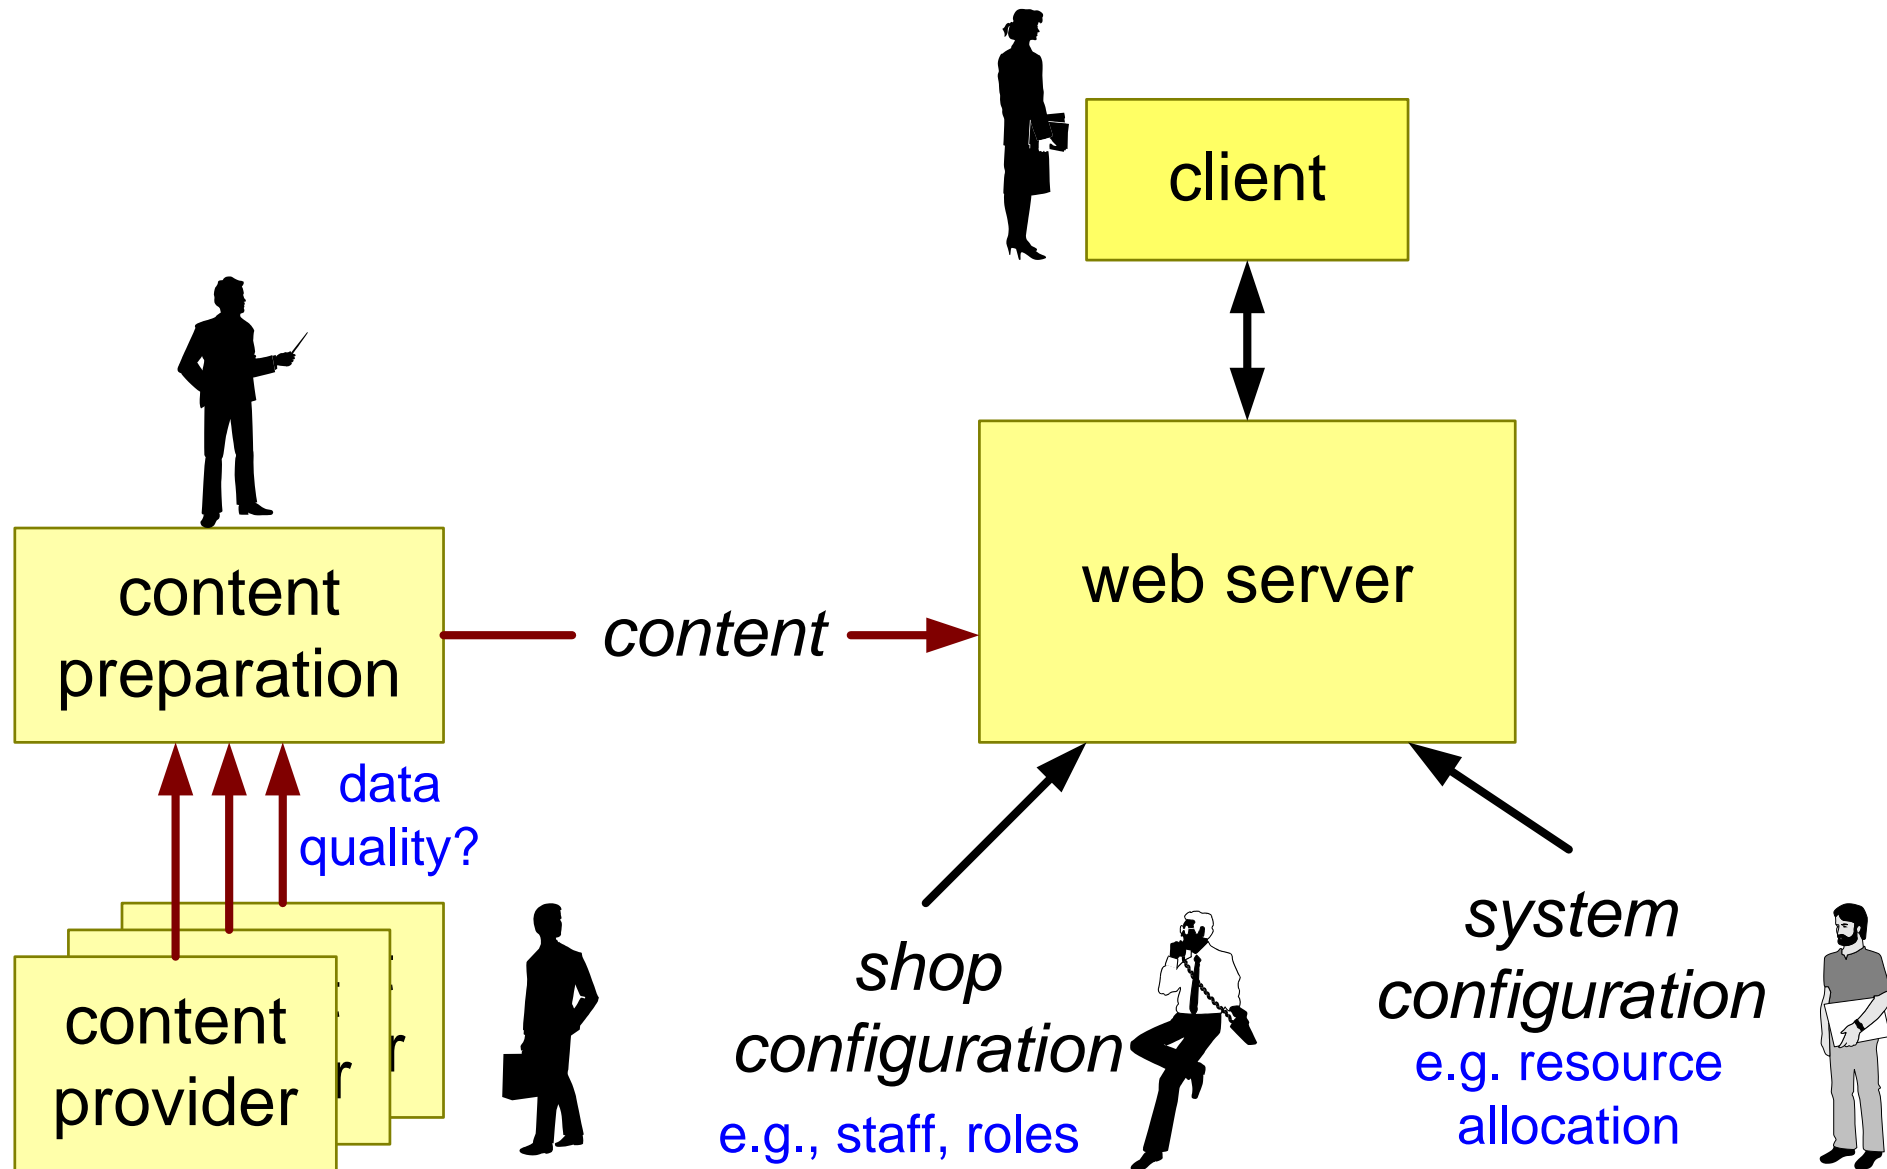 client
web server
content
preparation
content
data
quality?
content
provider
shop
configuration
e.g., staff, roles
system
configuration
e.g. resource
allocation